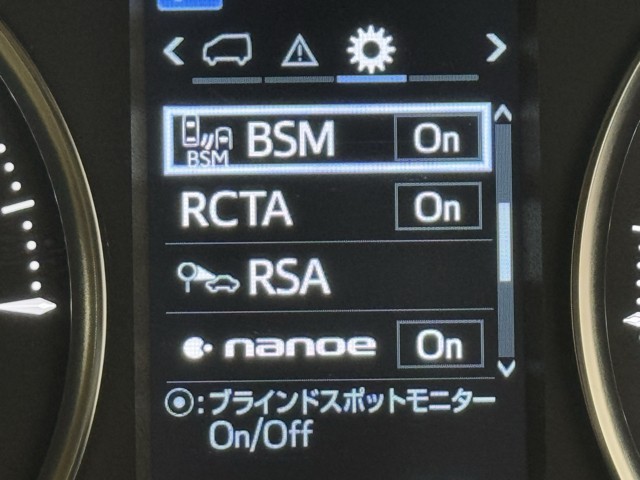 BSM BSM On
RCTA On
RSA
nanoe On
⦿:ブラインドスポットモニター
On/Off